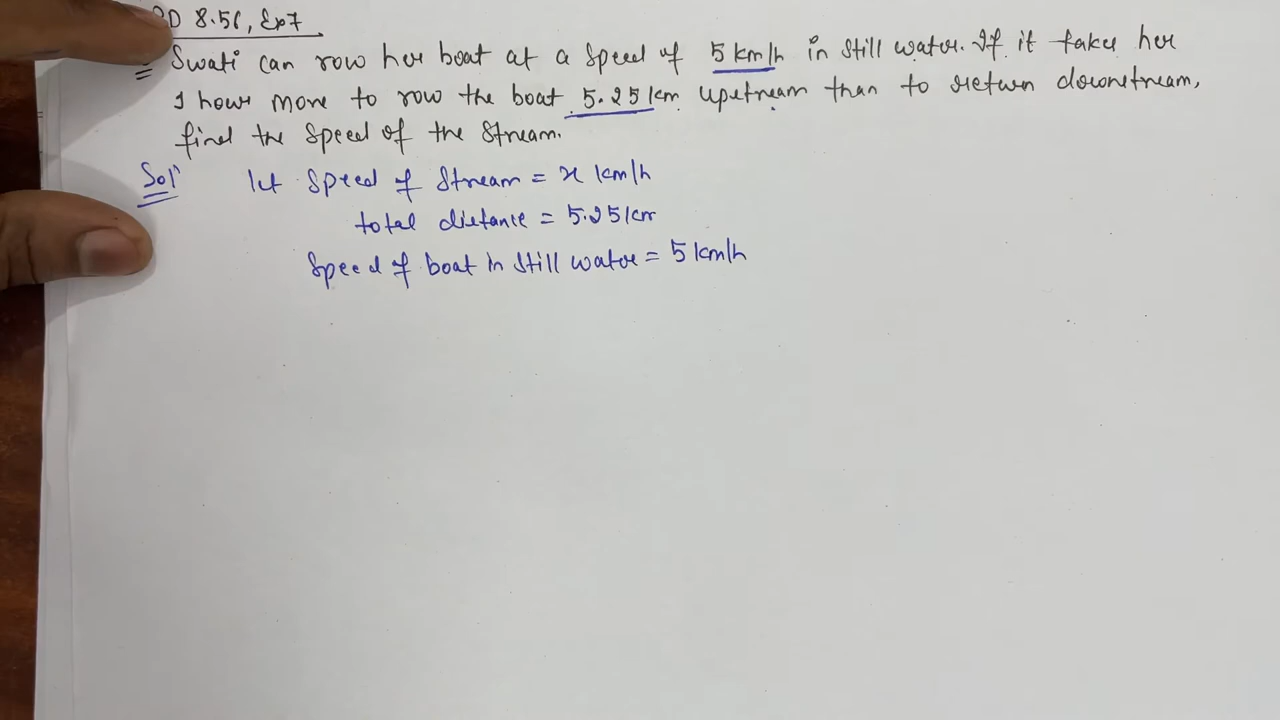 RD 8.56, Ex 7
Swati can row her boat at a speed of 5 km/h in still water. If it takes her
1 hour more to row the boat 5.25 km upstream than to return downstream,
find the speed of the stream.
Sol' let speed of stream = x km/h
total distance = 5.25 km
Speed of boat in still water = 5 km/h